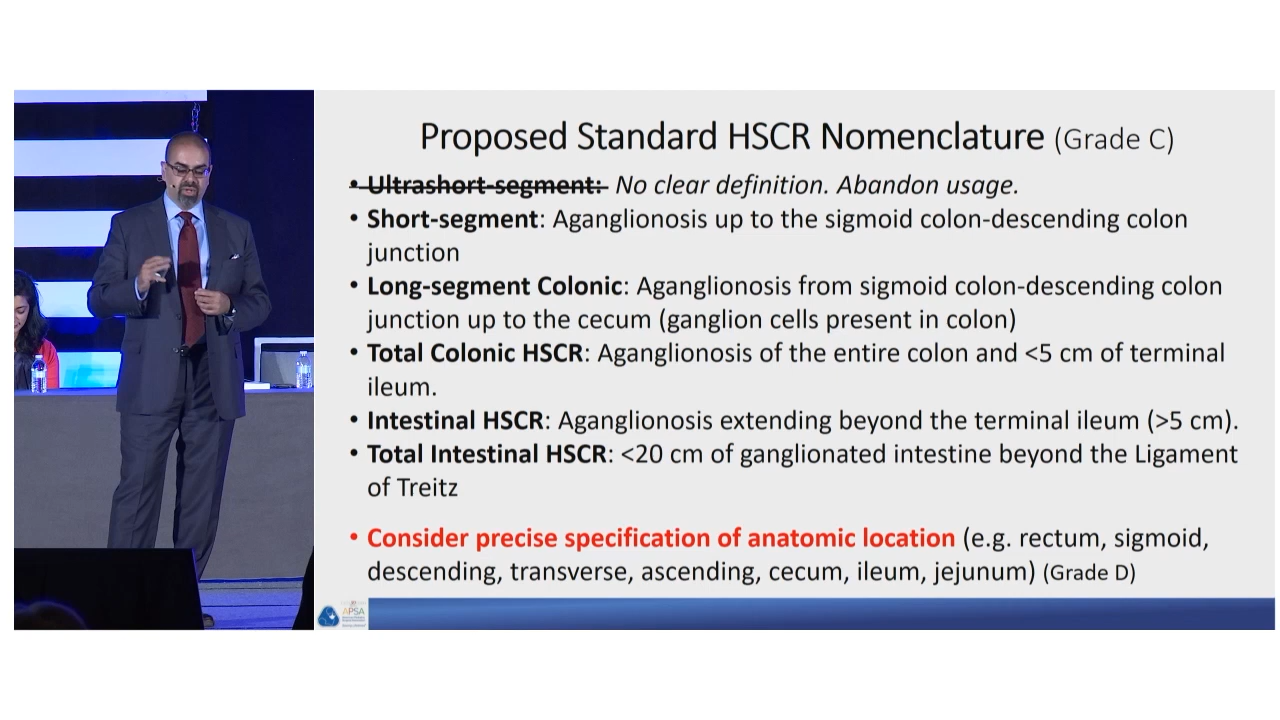 Proposed Standard HSCR Nomenclature (Grade C)
• Ultrashort-segment: No clear definition. Abandon usage.
• Short-segment: Aganglionosis up to the sigmoid colon-descending colon
junction
• Long-segment Colonic: Aganglionosis from sigmoid colon-descending colon
junction up to the cecum (ganglion cells present in colon)
• Total Colonic HSCR: Aganglionosis of the entire colon and <5 cm of terminal
ileum.
• Intestinal HSCR: Aganglionosis extending beyond the terminal ileum (>5 cm).
• Total Intestinal HSCR: <20 cm of ganglionated intestine beyond the Ligament
of Treitz
• Consider precise specification of anatomic location (e.g. rectum, sigmoid,
descending, transverse, ascending, cecum, ileum, jejunum) (Grade D)
APSA